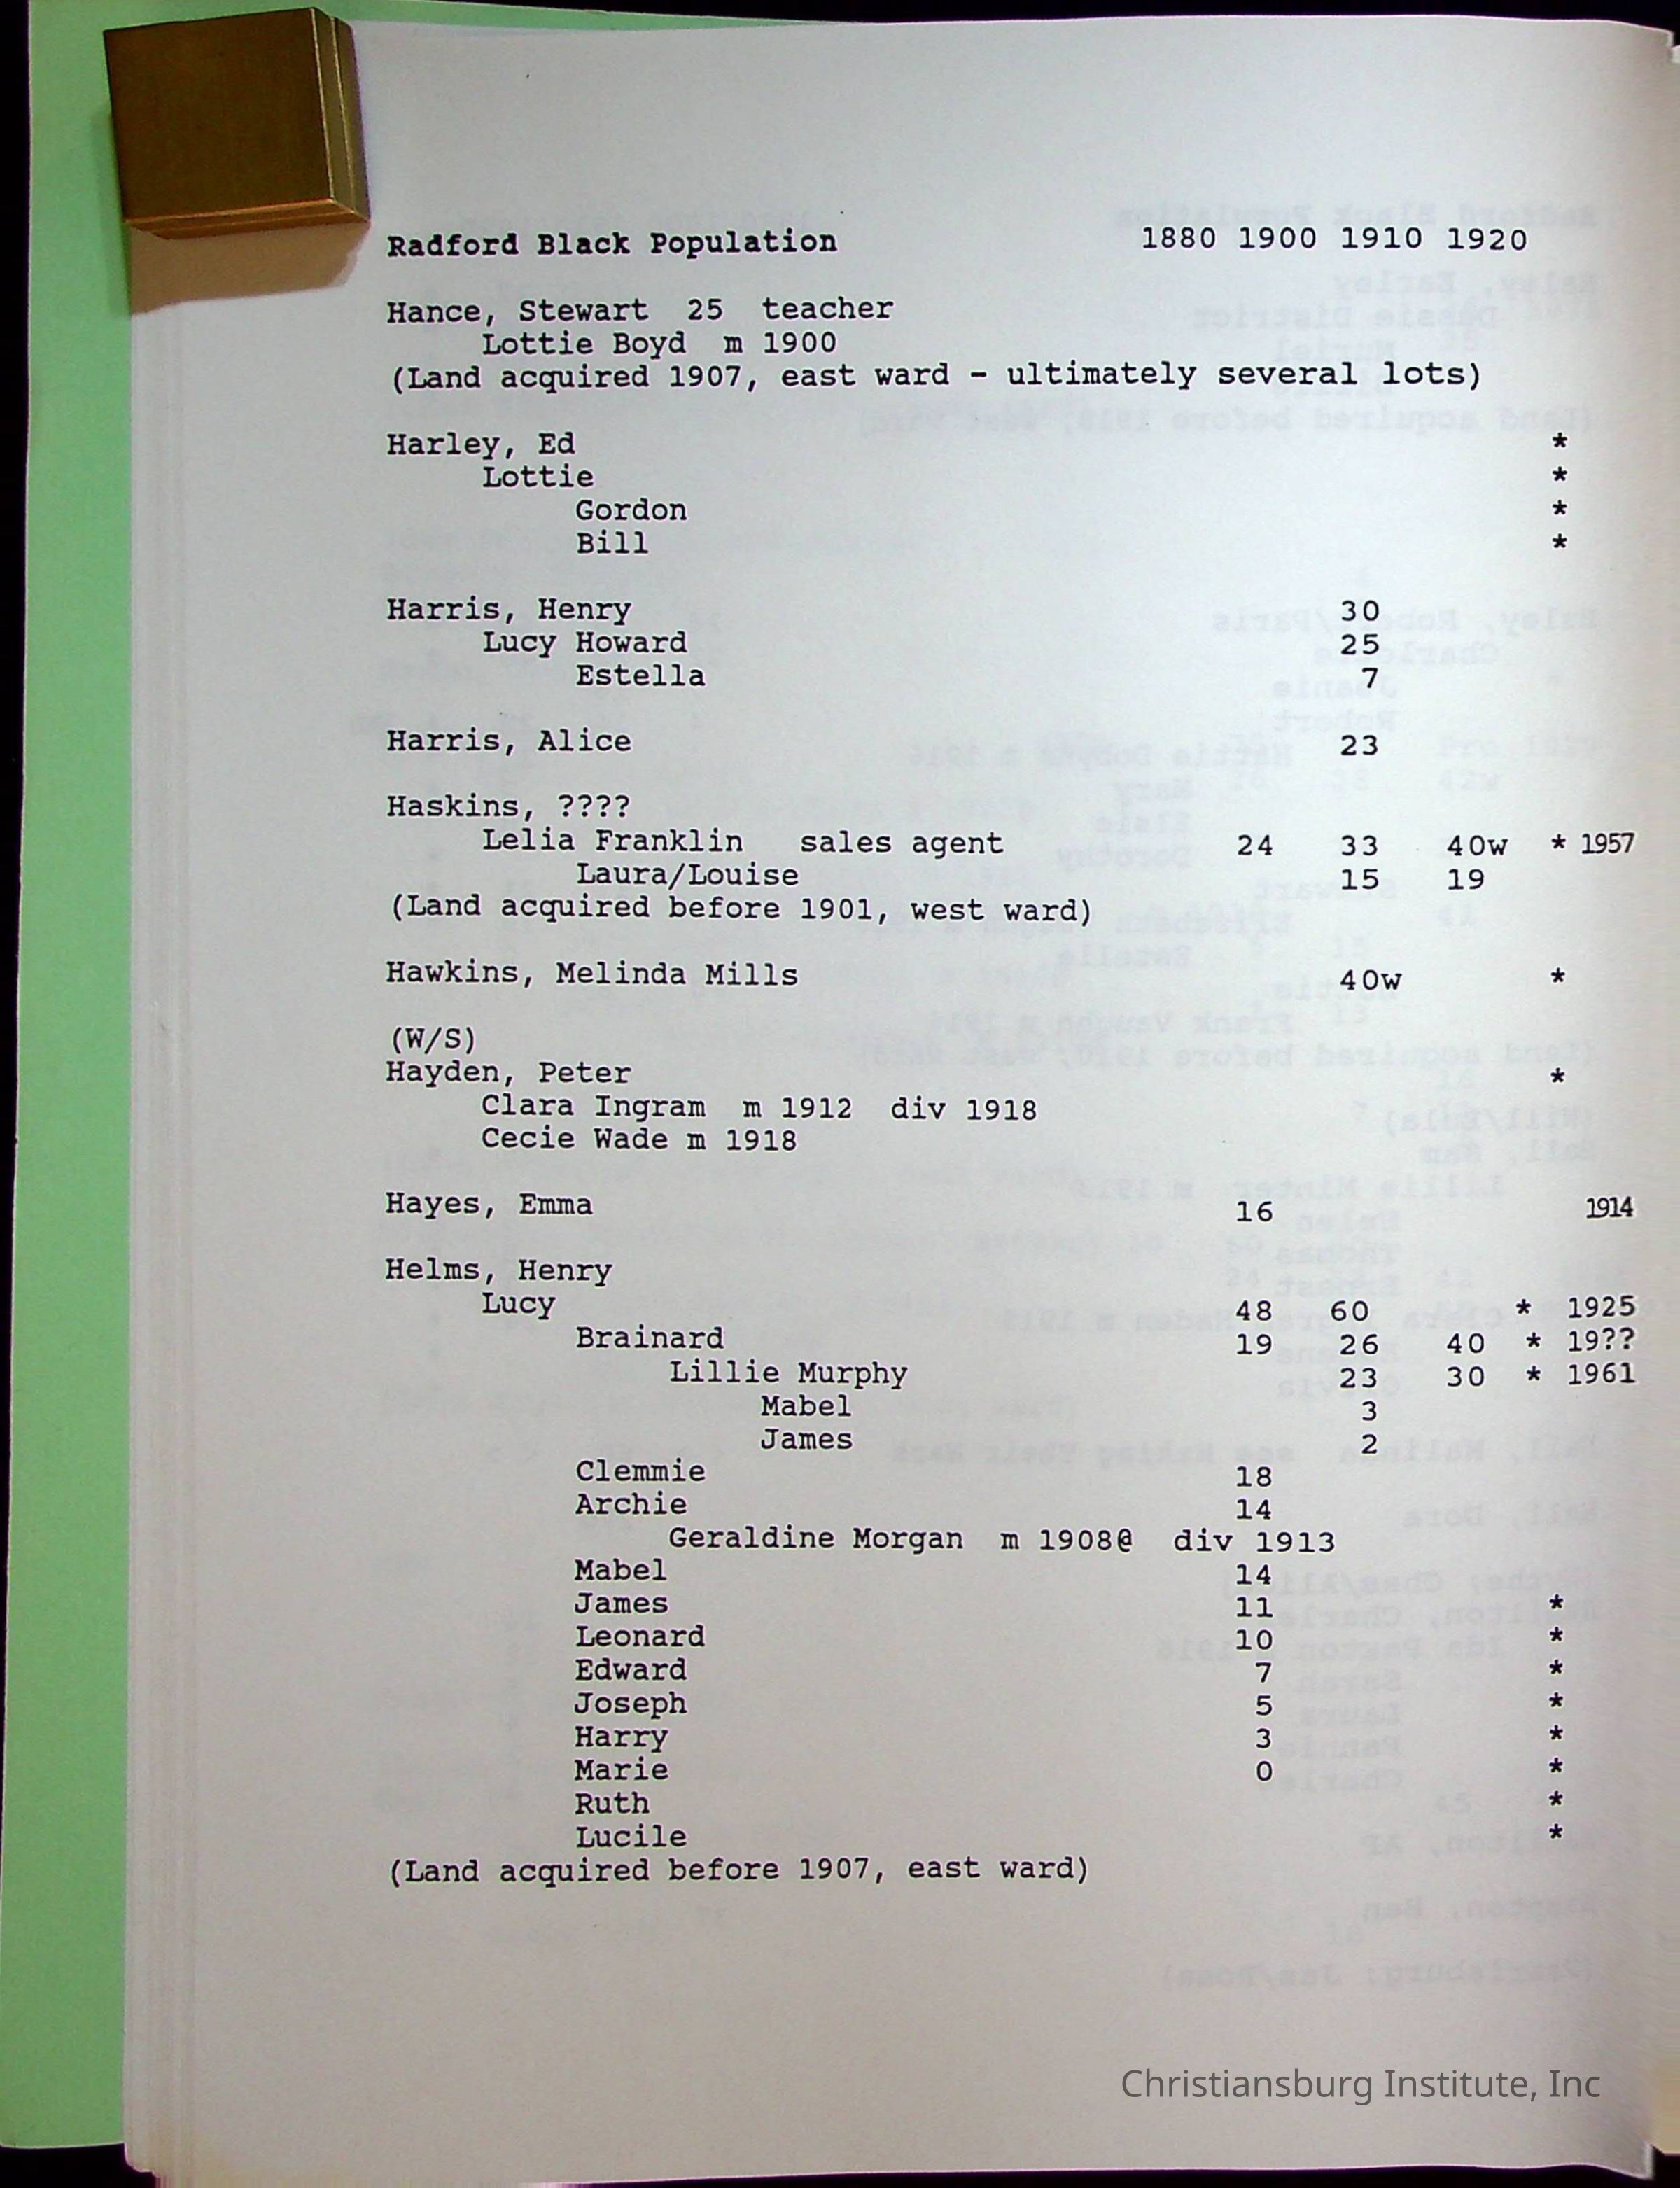 Radford Black Population 1880 1900 1910 1920
Hance, Stewart 25 teacher
Lottie Boyd m 1900
(Land acquired 1907, east ward - ultimately several lots)
Harley, Ed *
Lottie *
Gordon *
Bill *
Harris, Henry 30
Lucy Howard 25
Estella 7
Harris, Alice 23
Haskins, ????
Lelia Franklin sales agent 24 33 40w * 1957
Laura/Louise 15 19
(Land acquired before 1901, west ward)
Hawkins, Melinda Mills 40w *
(W/S)
Hayden, Peter *
Clara Ingram m 1912 div 1918
Cecie Wade m 1918
Hayes, Emma 16 1914
Helms, Henry
Lucy 48 60 * 1925
Brainard 19 26 40 * 19??
Lillie Murphy 23 30 * 1961
Mabel 3
James 2
Clemmie 18
Archie 14
Geraldine Morgan m 1908@ div 1913
Mabel 14
James 11 *
Leonard 10 *
Edward 7 *
Joseph 5 *
Harry 3 *
Marie 0 *
Ruth *
Lucile *
(Land acquired before 1907, east ward)
Christiansburg Institute, Inc